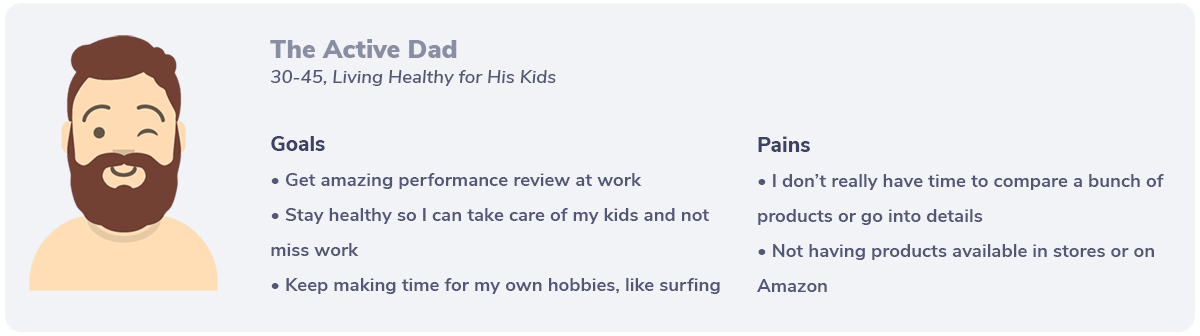 The Active Dad
30-45, Living Healthy for His Kids
Goals
• Get amazing performance review at work
• Stay healthy so I can take care of my kids and not
miss work
• Keep making time for my own hobbies, like surfing
Pains
• I don’t really have time to compare a bunch of
products or go into details
• Not having products available in stores or on
Amazon